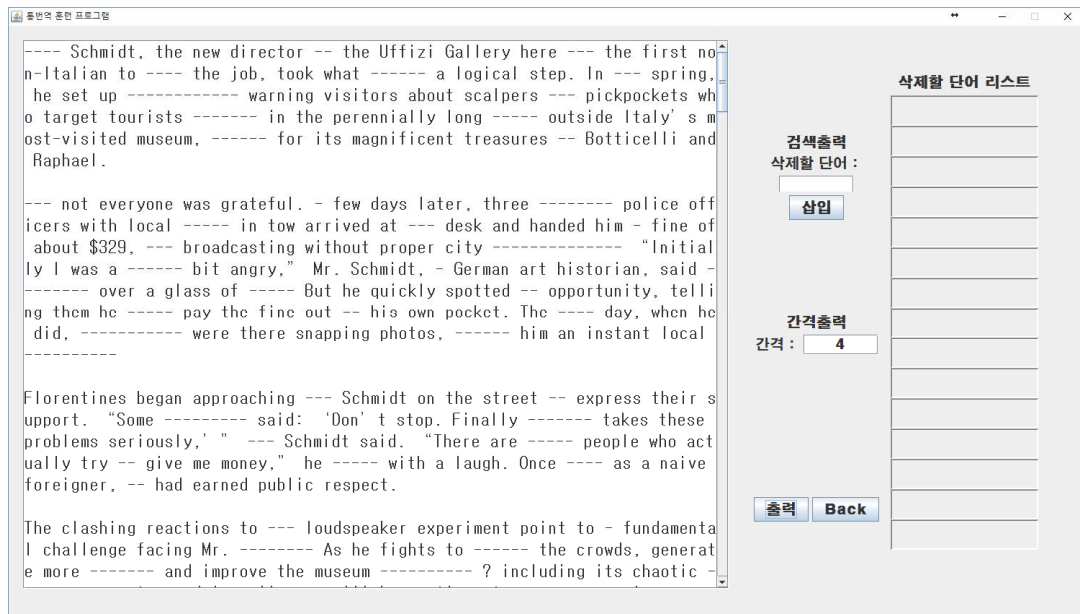 통번역 훈련 프로그램
---- Schmidt, the new director -- the Uffizi Gallery here --- the first no
n-Italian to ---- the job, took what ------ a logical step. In --- spring,
he set up ------------ warning visitors about scalpers --- pickpockets wh
o target tourists ------- in the perennially long ----- outside Italy’s m
ost-visited museum, ------ for its magnificent treasures -- Botticelli and
Raphael.
--- not everyone was grateful. - few days later, three -------- police off
icers with local ----- in tow arrived at --- desk and handed him - fine of
about $329, --- broadcasting without proper city -------------- “Initial
ly I was a ------ bit angry,” Mr. Schmidt, - German art historian, said -
------- over a glass of ----- But he quickly spotted -- opportunity, telli
ng them he ----- pay the fine out -- his own pocket. The ---- day, when he
did, ----------- were there snapping photos, ------ him an instant local
----------
Florentines began approaching --- Schmidt on the street -- express their s
upport. “Some --------- said: ‘Don’t stop. Finally ------- takes these
problems seriously,’” --- Schmidt said. “There are ----- people who act
ually try -- give me money,” he ----- with a laugh. Once ---- as a naive
foreigner, -- had earned public respect.
The clashing reactions to --- loudspeaker experiment point to - fundamenta
l challenge facing Mr. -------- As he fights to ------ the crowds, generat
e more ------- and improve the museum ---------- ? including its chaotic -
검색출력
삭제할 단어 :
삽입
간격출력
간격 : 4
출력 Back
삭제할 단어 리스트